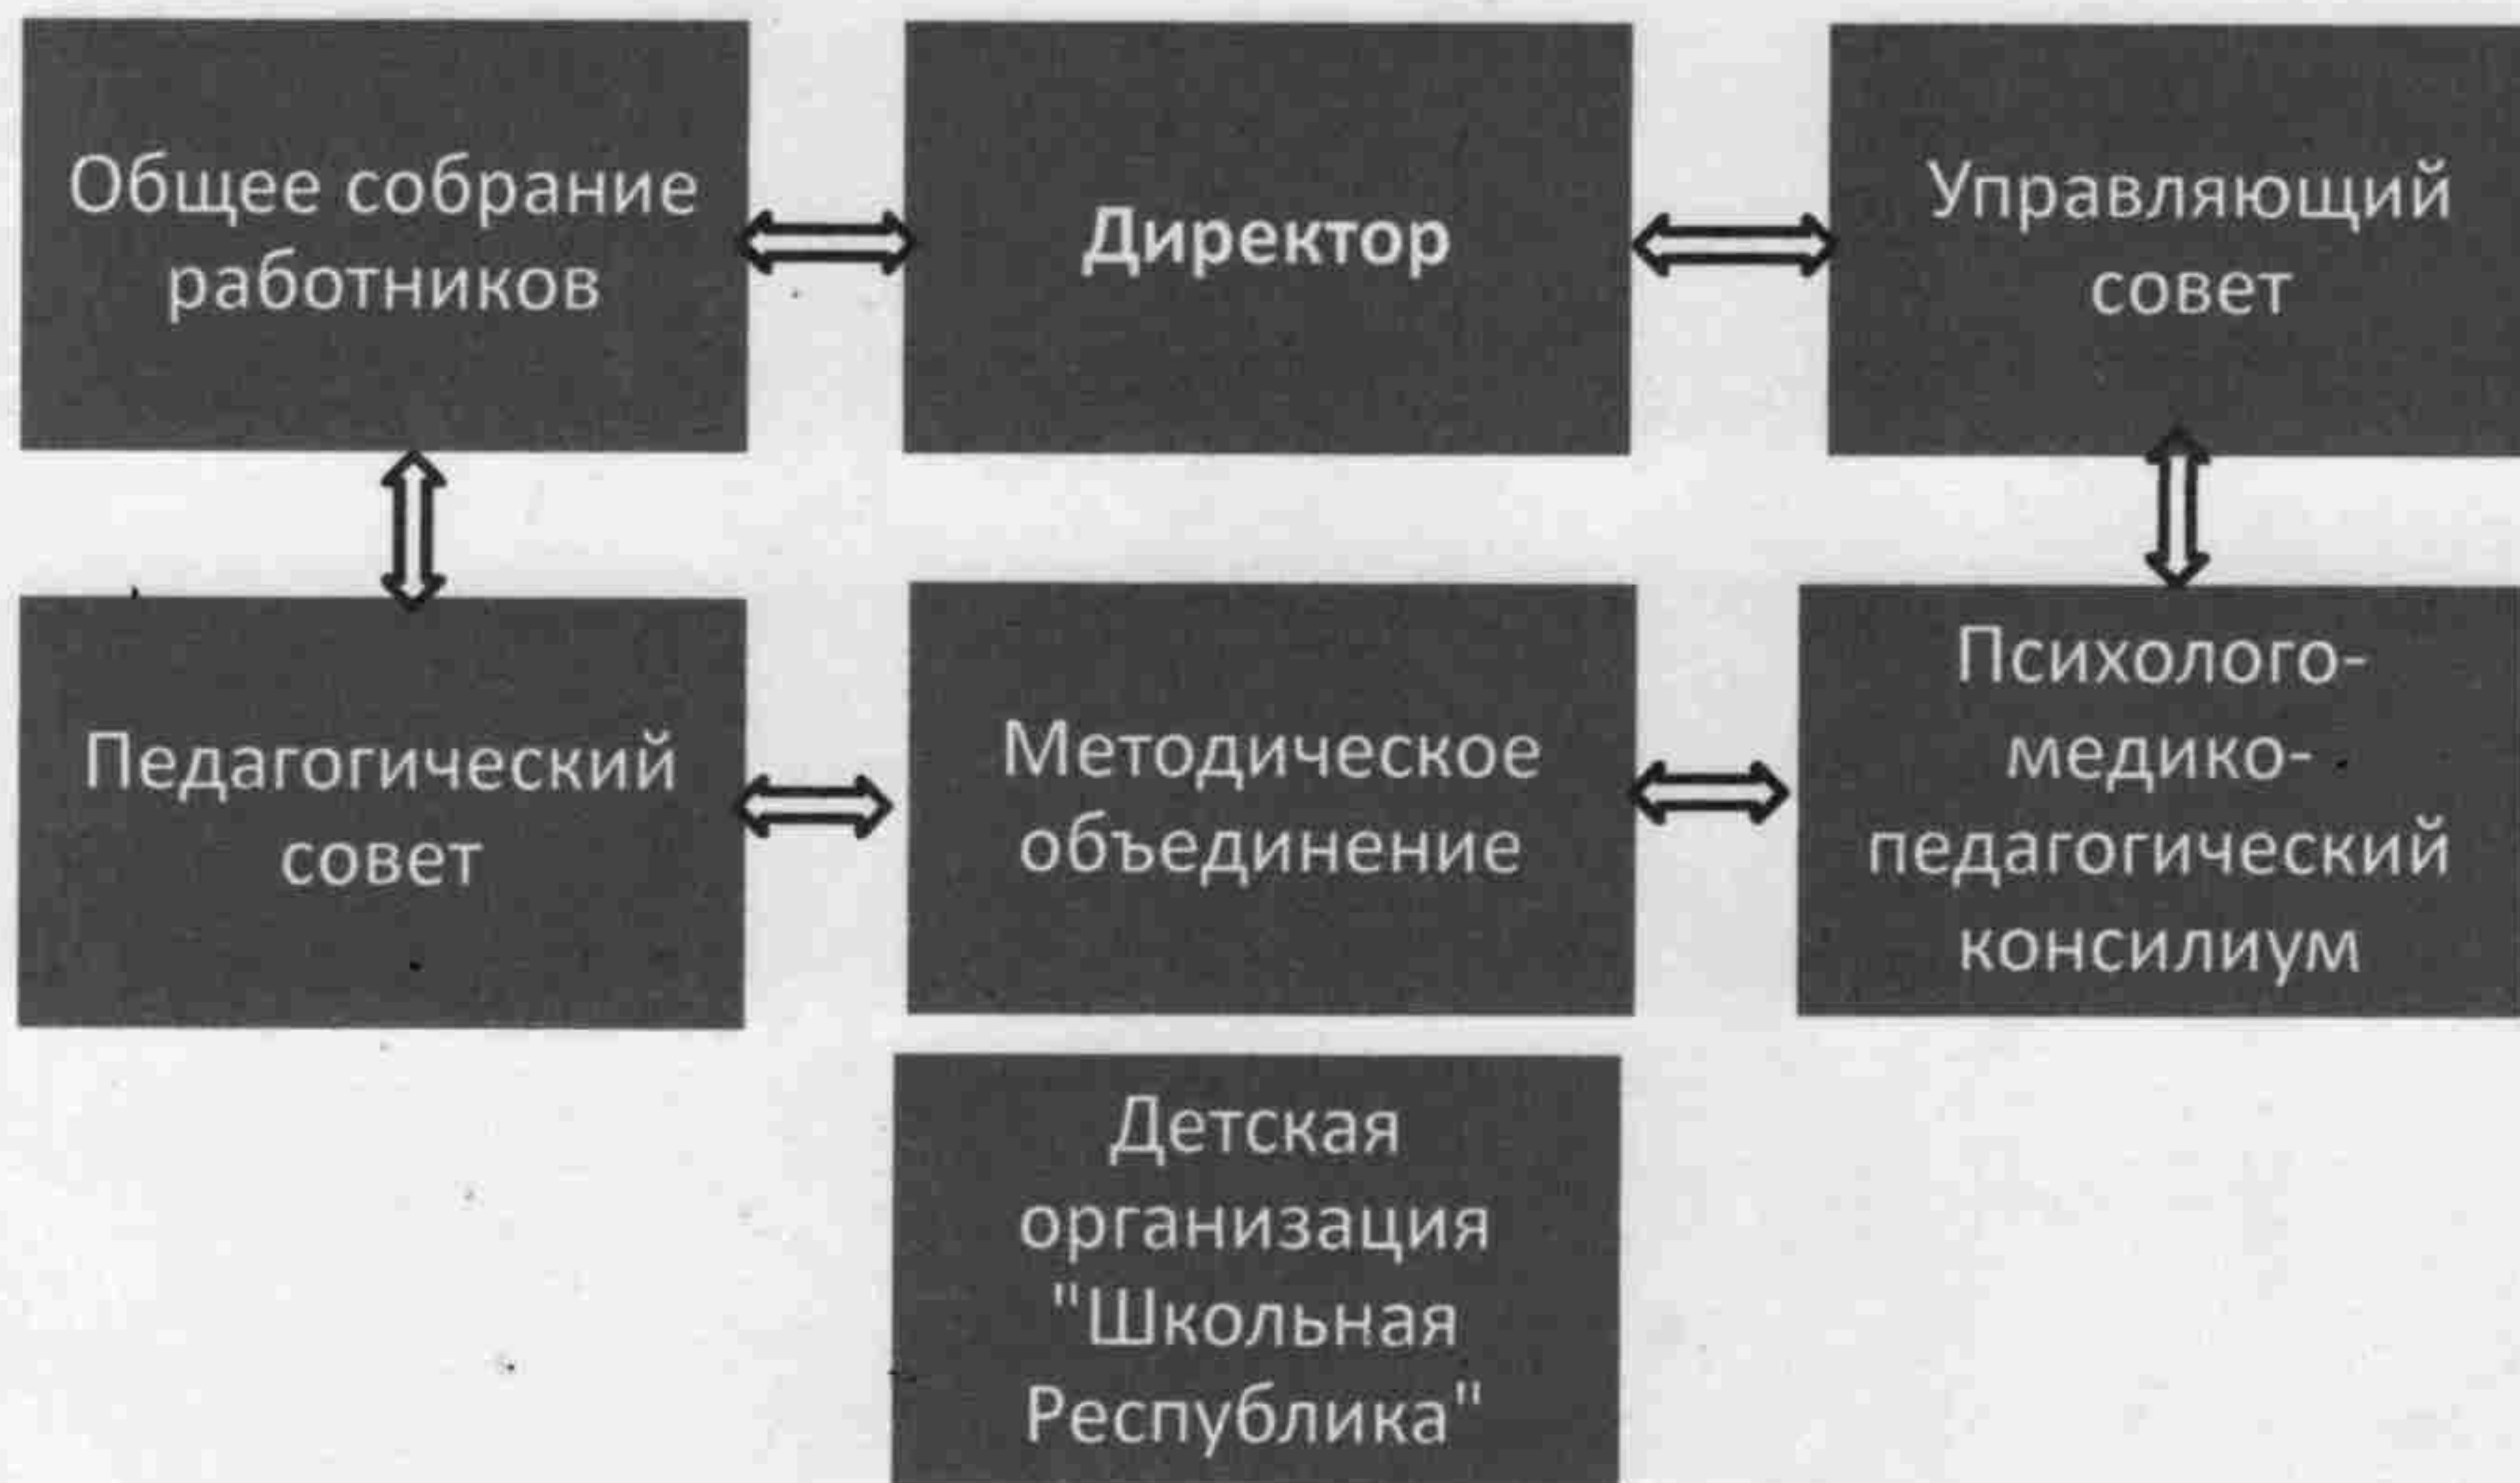 Общее собрание
работников
Директор
Управляющий
совет
Педагогический
совет
Методическое
объединение
Психолого-
медико-
педагогический
консилиум
Детская
организация
"Школьная
Республика"